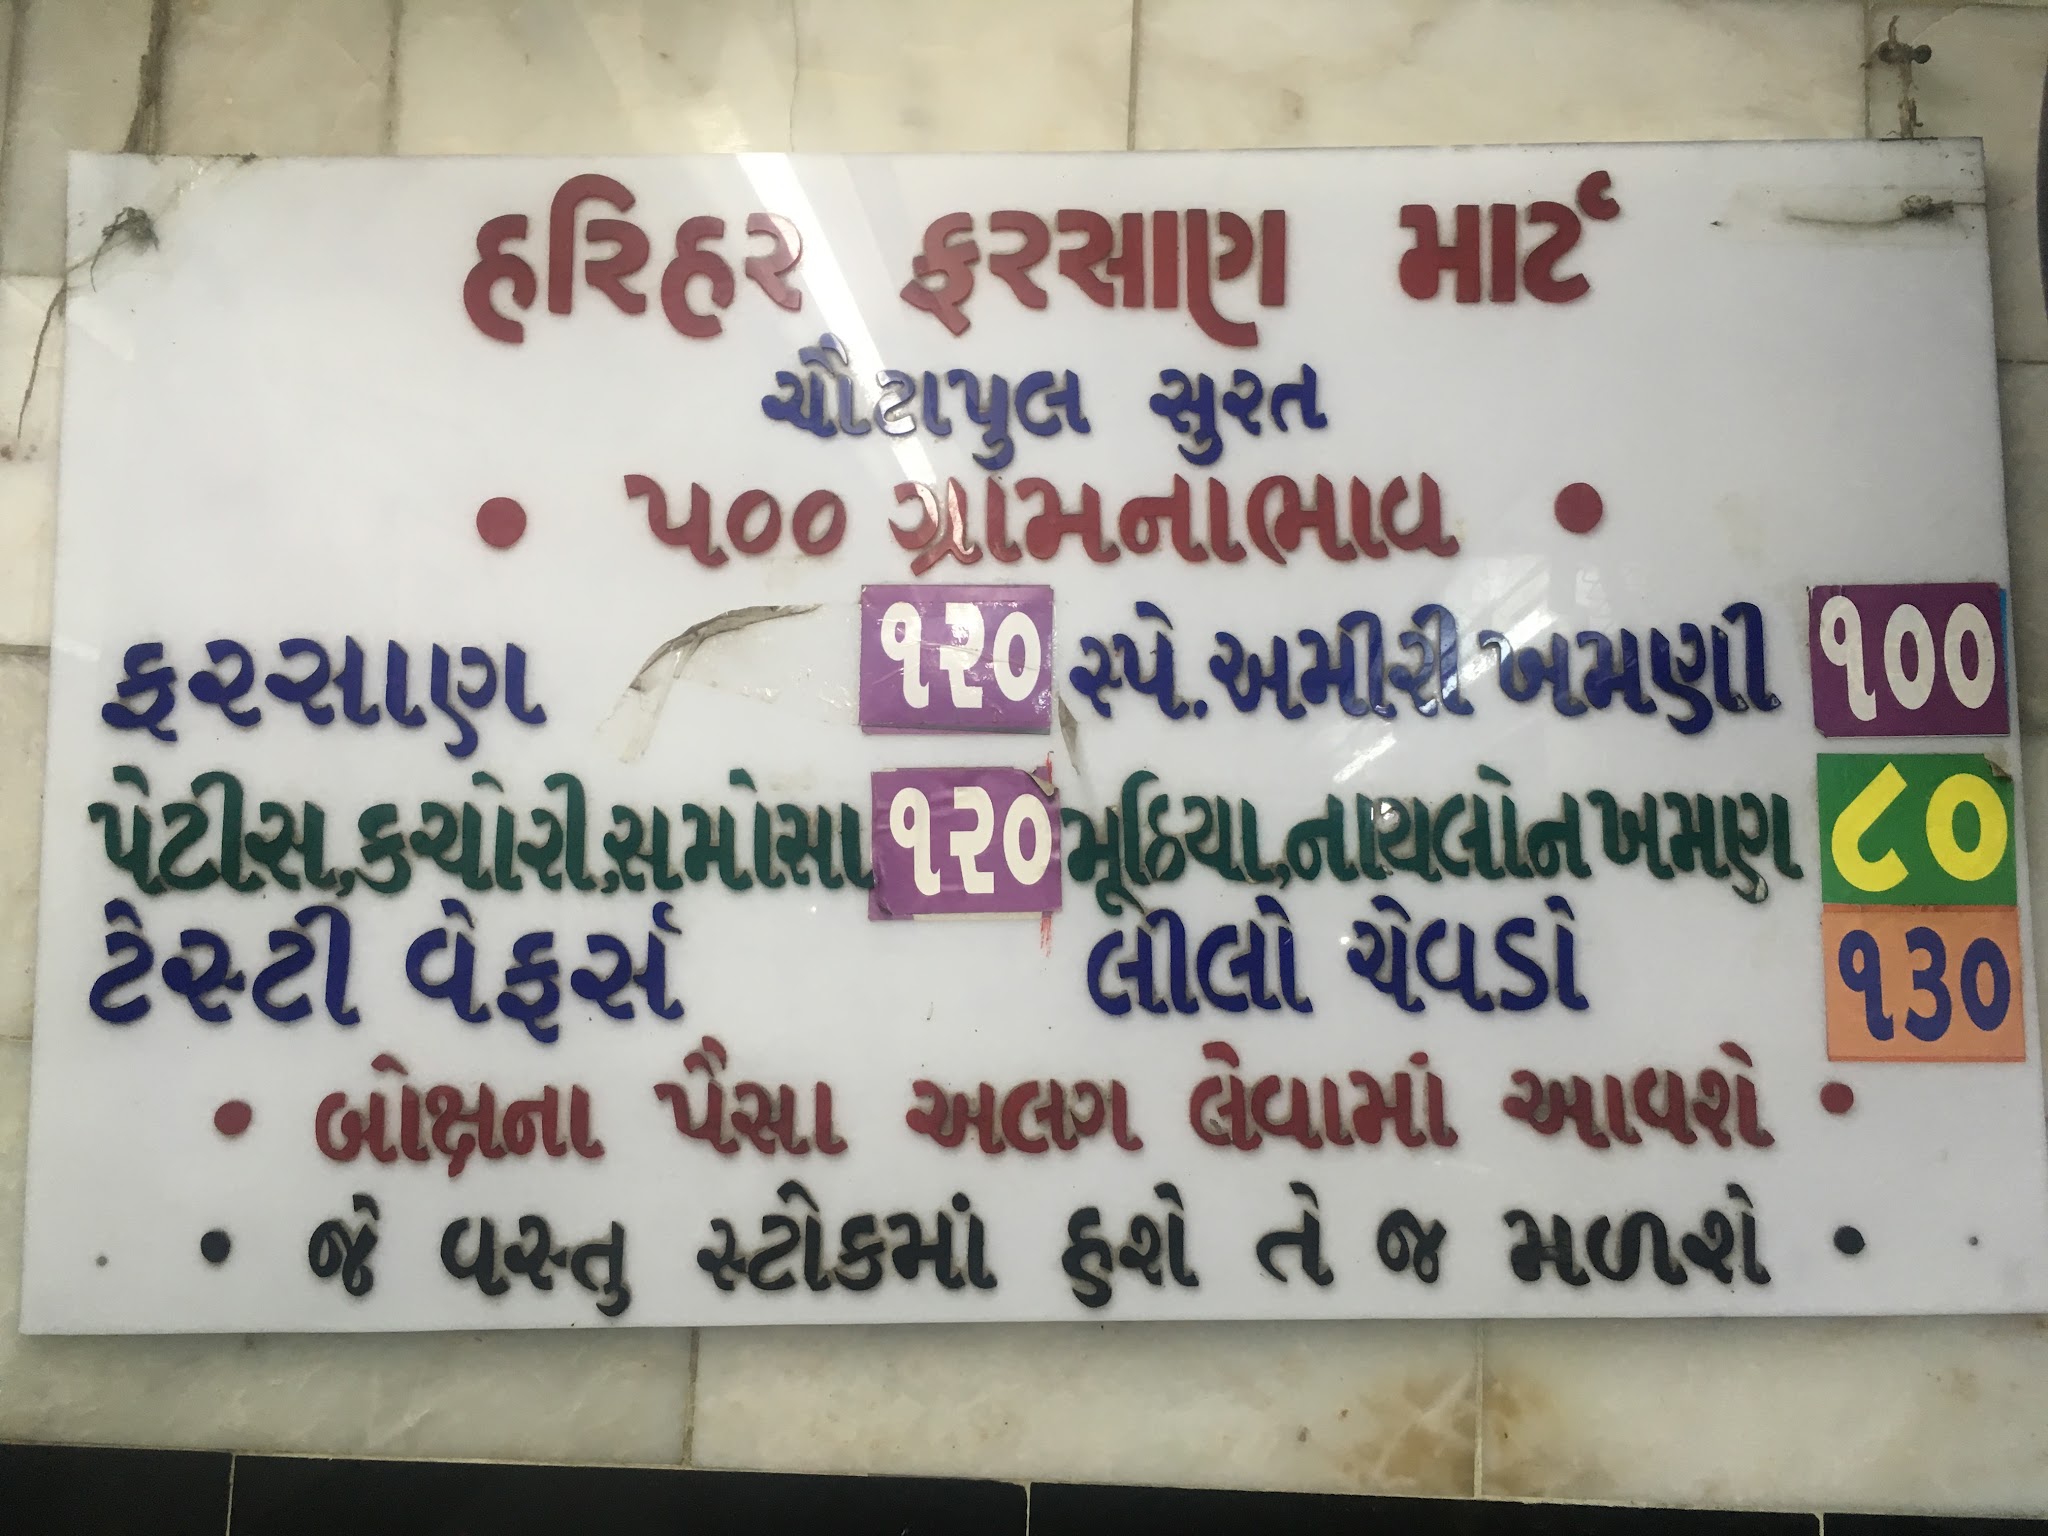 હરિહર ફરસાણ માર્ટ
ચૌટાપુલ સુરત
• ૫૦૦ ગ્રામનાભાવ •
ફરસાણ ૧૨૦ સ્પે.અમીરી ખમણી ૧૦૦
પેટીસ,કચોરી,સમોસા ૧૨૦ મૂઠિયા,નાયલોન ખમણ ૮૦
ટેસ્ટી વેફર્સ લીલો ચેવડો ૧૩૦
• બોક્ષના પૈસા અલગ લેવામાં આવશે •
• જે વસ્તુ સ્ટોકમાં હશે તે જ મળશે •